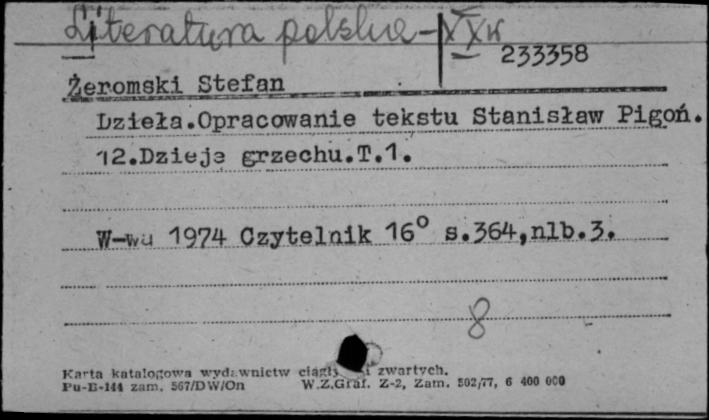 Literatura polska - XX w
233358
Żeromski Stefan
Dzieła.Opracowanie tekstu Stanisław Pigoń.
12.Dzieje grzechu.T.1.
W-wa 1974 Czytelnik 16° s.364,nlb.3.
8
Karta katalogowa wydawnictw ciągłych i zwartych.
Pu-B-144 zam. 567/DW/On W.Z.Graf. Z-2, Zam. 502/77, 6 400 000